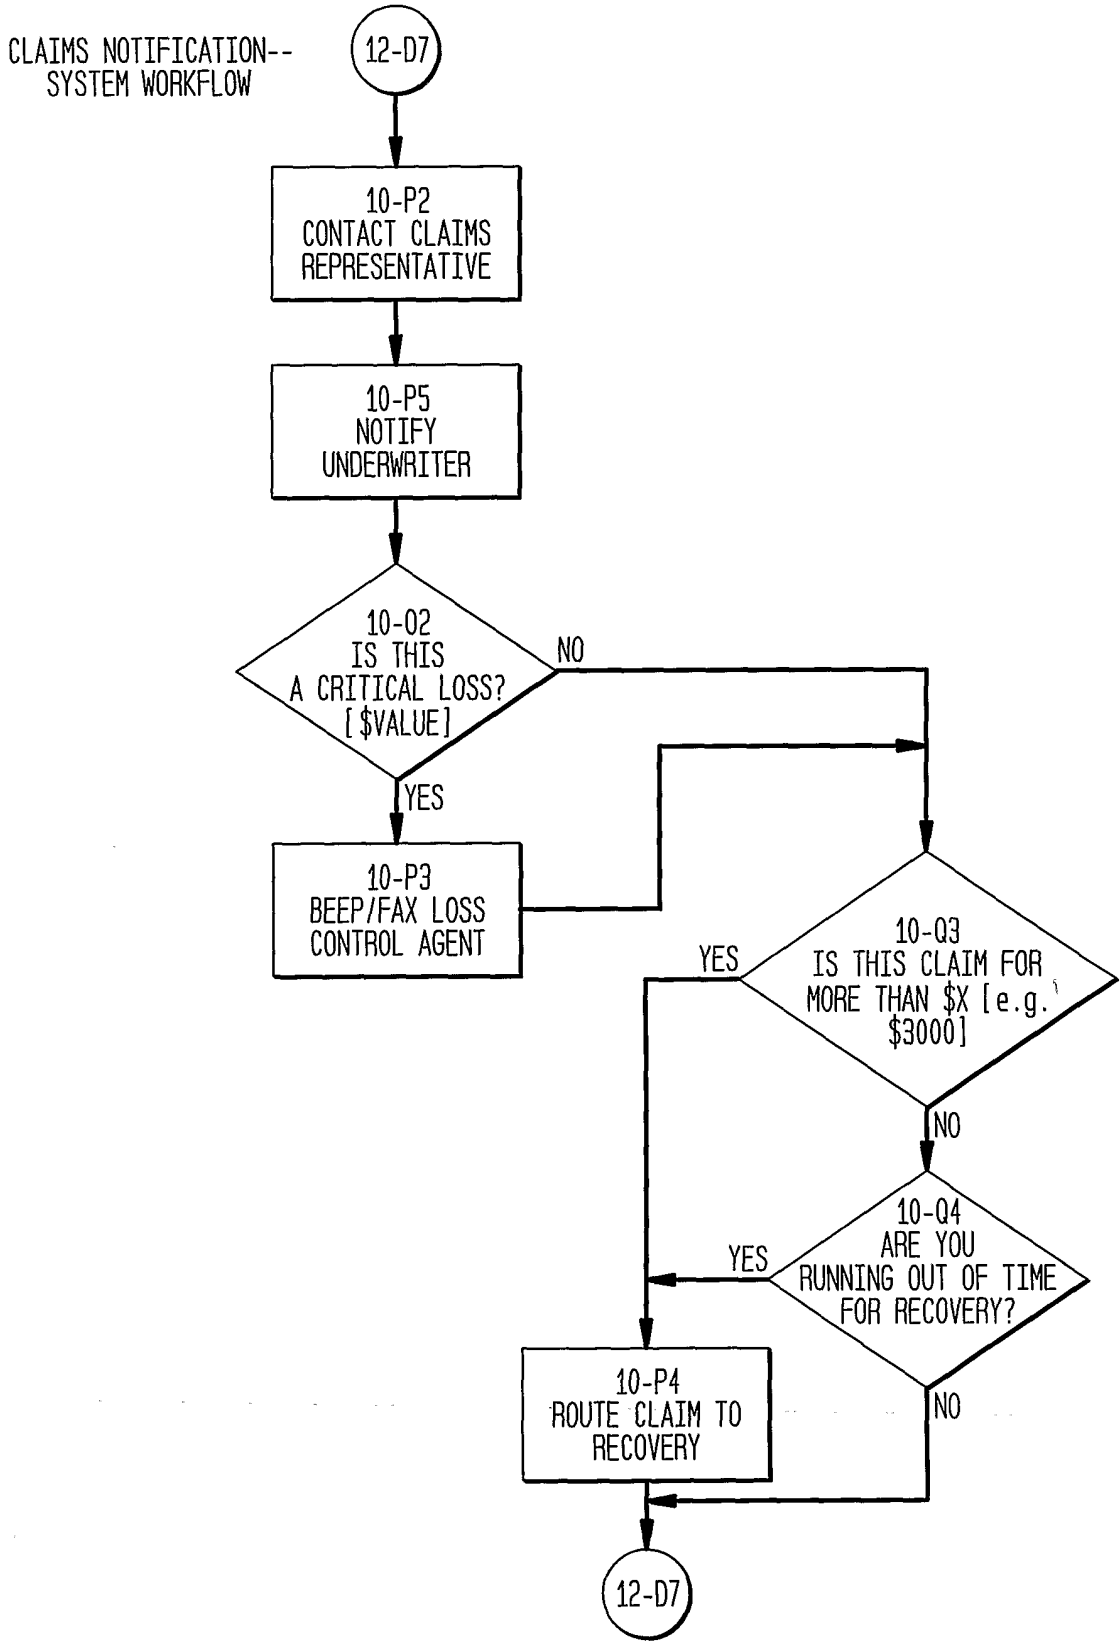 CLAIMS NOTIFICATION--
SYSTEM WORKFLOW
12-D7
10-P2
CONTACT CLAIMS
REPRESENTATIVE
10-P5
NOTIFY
UNDERWRITER
10-02
IS THIS
A CRITICAL LOSS?
[$VALUE]
NO
YES
10-P3
BEEP/FAX LOSS
CONTROL AGENT
10-Q3
IS THIS CLAIM FOR
MORE THAN $X [e.g.
$3000]
YES
NO
10-Q4
ARE YOU
RUNNING OUT OF TIME
FOR RECOVERY?
YES
NO
10-P4
ROUTE CLAIM TO
RECOVERY
12-D7